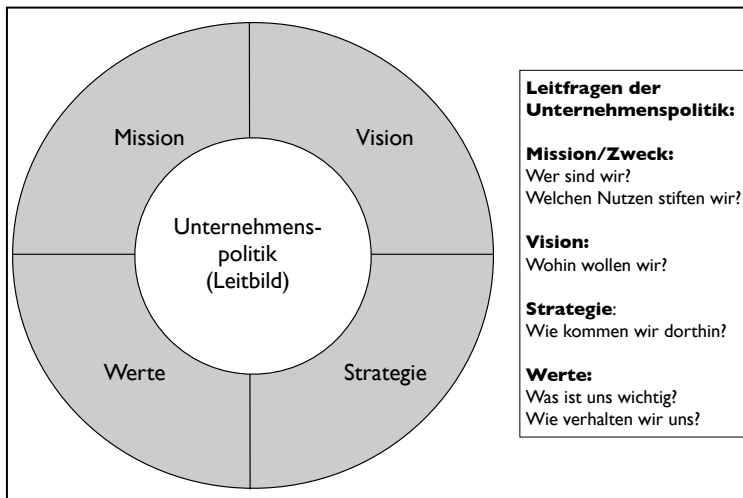 Mission
Vision
Unternehmens-
politik
(Leitbild)
Werte
Strategie
Leitfragen der
Unternehmenspolitik:
Mission/Zweck:
Wer sind wir?
Welchen Nutzen stiften wir?
Vision:
Wohin wollen wir?
Strategie:
Wie kommen wir dorthin?
Werte:
Was ist uns wichtig?
Wie verhalten wir uns?